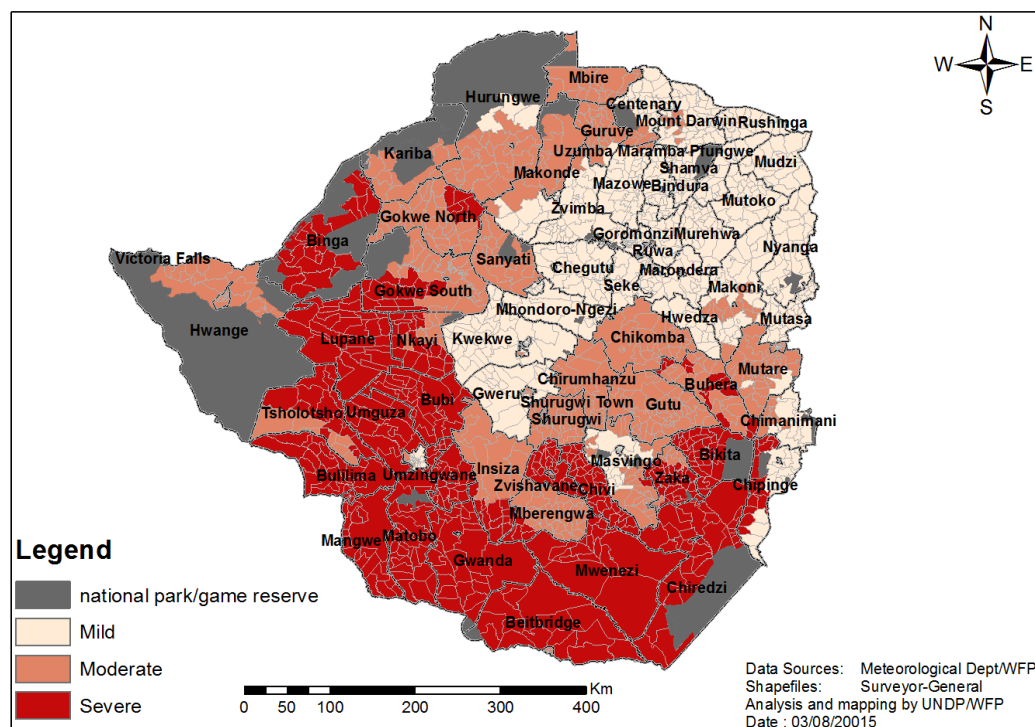 N
W E
S
Mbire
Hurungwe
Centenary
Mount Darwin
Rushinga
Guruve
Kariba
Uzumba Maramba Pfungwe
Makonde
Shamva
Mudzi
Mazowe
Bindura
Mutoko
Zvimba
Gokwe North
Goromonzi
Murehwa
Binga
Nyanga
Ruwa
Victoria Falls
Sanyati
Chegutu
Marondera
Seke
Makoni
Gokwe South
Mhondoro-Ngezi
Hwedza
Mutasa
Hwange
Lupane
Nkayi
Kwekwe
Chikomba
Mutare
Chirumhanzu
Buhera
Gweru
Shurugwi Town
Gutu
Tsholotsho
Umguza
Bubi
Shurugwi
Chimanimani
Bikita
Masvingo
Bulilima
Umzingwane
Insiza
Zvishavane
Chivi
Zaka
Chipinge
Mberengwa
Mangwe
Matobo
Gwanda
Mwenezi
Chiredzi
Beitbridge
Legend
national park/game reserve
Mild
Moderate
Severe
Km
0 50 100 200 300 400
Data Sources: Meteorological Dept/WFP
Shapefiles: Surveyor-General
Analysis and mapping by UNDP/WFP
Date : 03/08/20015